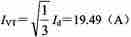 I_VT = √(1/3) I_d = 19.49（A）